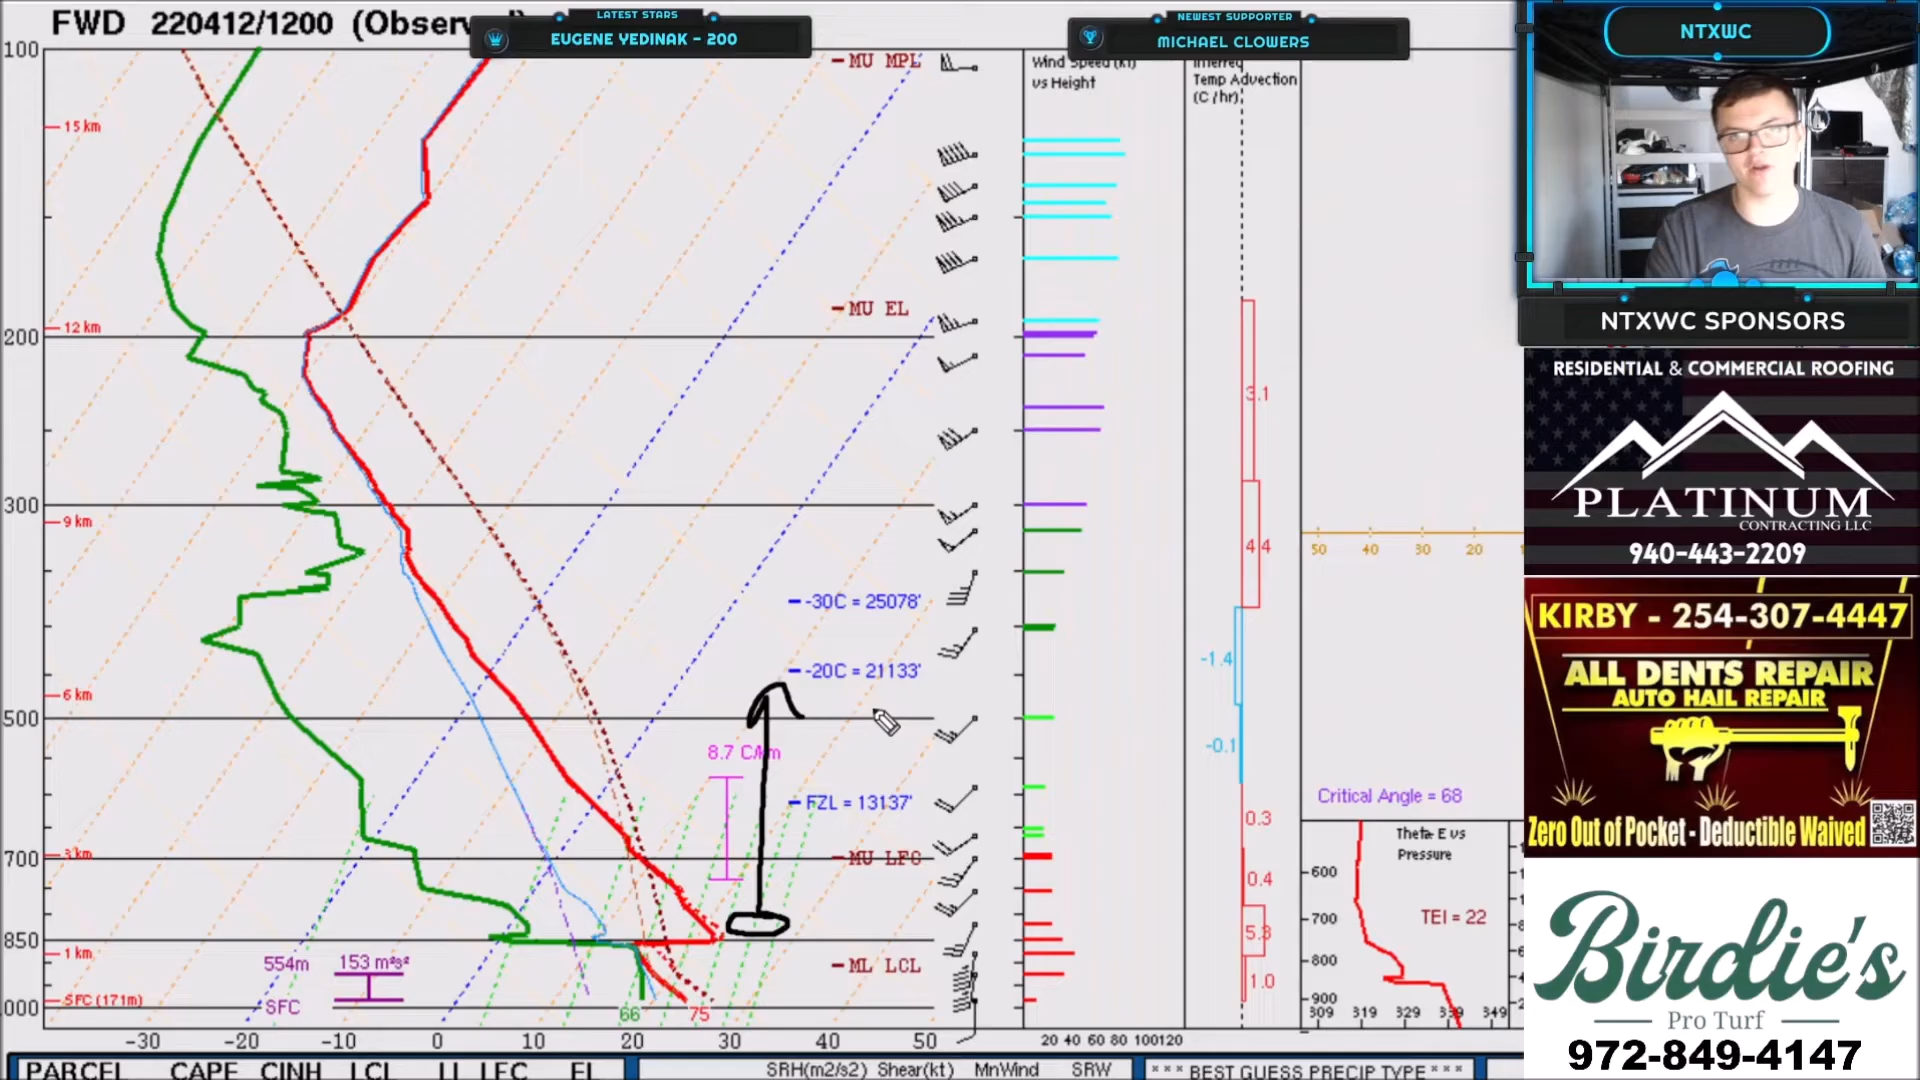 FWD 220412/1200 (Observ
LATEST STARS
EUGENE YEDINAK - 200
NEWEST SUPPORTER
MICHAEL CLOWERS
NTXWC
100
200
300
500
700
850
000
15 km
12 km
9 km
6 km
3 km
1 km
SFC (171m)
MU MPL
MU EL
-30C = 25078'
-20C = 21133'
8.7 C/km
FZL = 13137'
MU LFC
ML LCL
554m
153 m²s²
SFC
66
75
-30 -20 -10 0 10 20 30 40 50
Wind Speed (kt)
vs Height
20 40 60 80 100120
Inferred
Temp Advection
(C /hr)
3.1
4.4
-1.4
-0.1
0.3
0.4
5.3
1.0
50 40 30 20
Critical Angle = 68
Theta-E vs
Pressure
TEI = 22
600
700
800
900
309 319 329 339 349
PARCEL CAPE CINH LCL LI LFC EL
SRH(m2/s2) Shear(kt) MnWind SRW
*** BEST GUESS PRECIP TYPE ***
NTXWC SPONSORS
RESIDENTIAL & COMMERCIAL ROOFING
PLATINUM
CONTRACTING LLC
940-443-2209
KIRBY - 254-307-4447
ALL DENTS REPAIR
AUTO HAIL REPAIR
Zero Out of Pocket - Deductible Waived
Birdie's
Pro Turf
972-849-4147